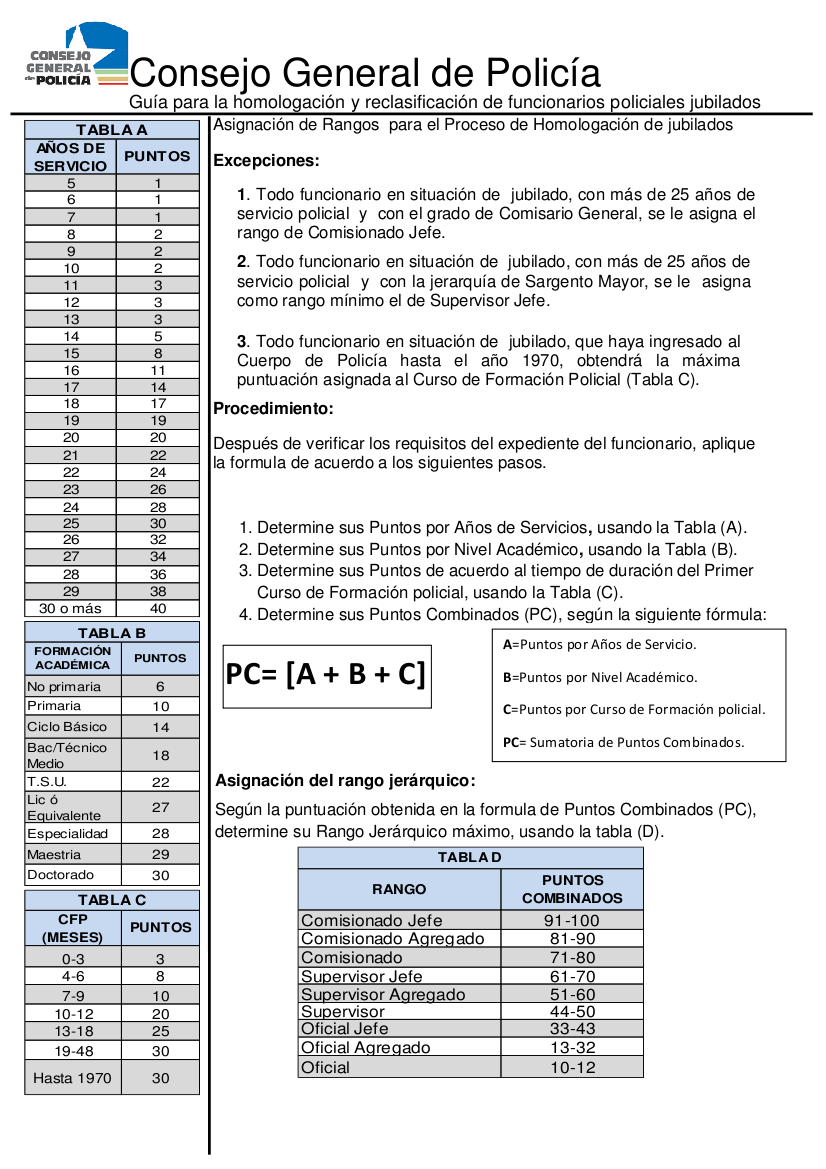 CONSEJO
GENERAL
de POLICÍA
Consejo General de Policía
Guía para la homologación y reclasificación de funcionarios policiales jubilados
TABLA A
AÑOS DE
SERVICIO PUNTOS
5 1
6 1
7 1
8 2
9 2
10 2
11 3
12 3
13 3
14 5
15 8
16 11
17 14
18 17
19 19
20 20
21 22
22 24
23 26
24 28
25 30
26 32
27 34
28 36
29 38
30 o más 40
TABLA B
FORMACIÓN
ACADÉMICA PUNTOS
No primaria 6
Primaria 10
Ciclo Básico 14
Bac/Técnico
Medio 18
T.S.U. 22
Lic ó
Equivalente 27
Especialidad 28
Maestria 29
Doctorado 30
TABLA C
CFP
(MESES) PUNTOS
0-3 3
4-6 8
7-9 10
10-12 20
13-18 25
19-48 30
Hasta 1970 30
Asignación de Rangos para el Proceso de Homologación de jubilados
Excepciones:
1. Todo funcionario en situación de jubilado, con más de 25 años de
servicio policial y con el grado de Comisario General, se le asigna el
rango de Comisionado Jefe.
2. Todo funcionario en situación de jubilado, con más de 25 años de
servicio policial y con la jerarquía de Sargento Mayor, se le asigna
como rango mínimo el de Supervisor Jefe.
3. Todo funcionario en situación de jubilado, que haya ingresado al
Cuerpo de Policía hasta el año 1970, obtendrá la máxima
puntuación asignada al Curso de Formación Policial (Tabla C).
Procedimiento:
Después de verificar los requisitos del expediente del funcionario, aplique
la formula de acuerdo a los siguientes pasos.
1. Determine sus Puntos por Años de Servicios, usando la Tabla (A).
2. Determine sus Puntos por Nivel Académico, usando la Tabla (B).
3. Determine sus Puntos de acuerdo al tiempo de duración del Primer
Curso de Formación policial, usando la Tabla (C).
4. Determine sus Puntos Combinados (PC), según la siguiente fórmula:
PC= [A + B + C]
A=Puntos por Años de Servicio.
B=Puntos por Nivel Académico.
C=Puntos por Curso de Formación policial.
PC= Sumatoria de Puntos Combinados.
Asignación del rango jerárquico:
Según la puntuación obtenida en la formula de Puntos Combinados (PC),
determine su Rango Jerárquico máximo, usando la tabla (D).
TABLA D
RANGO PUNTOS
COMBINADOS
Comisionado Jefe 91-100
Comisionado Agregado 81-90
Comisionado 71-80
Supervisor Jefe 61-70
Supervisor Agregado 51-60
Supervisor 44-50
Oficial Jefe 33-43
Oficial Agregado 13-32
Oficial 10-12